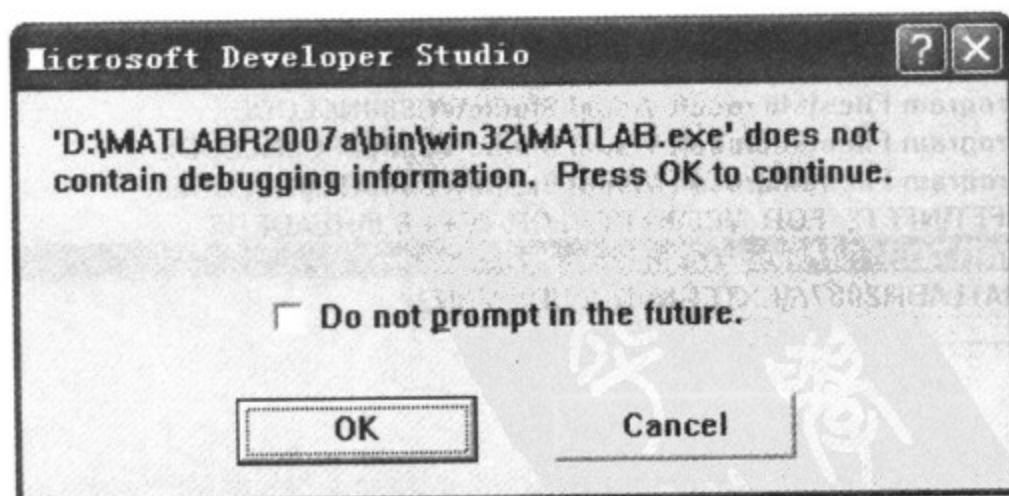 Microsoft Developer Studio
'D:\MATLABR2007a\bin\win32\MATLAB.exe' does not
contain debugging information. Press OK to continue.
Do not prompt in the future.
OK
Cancel